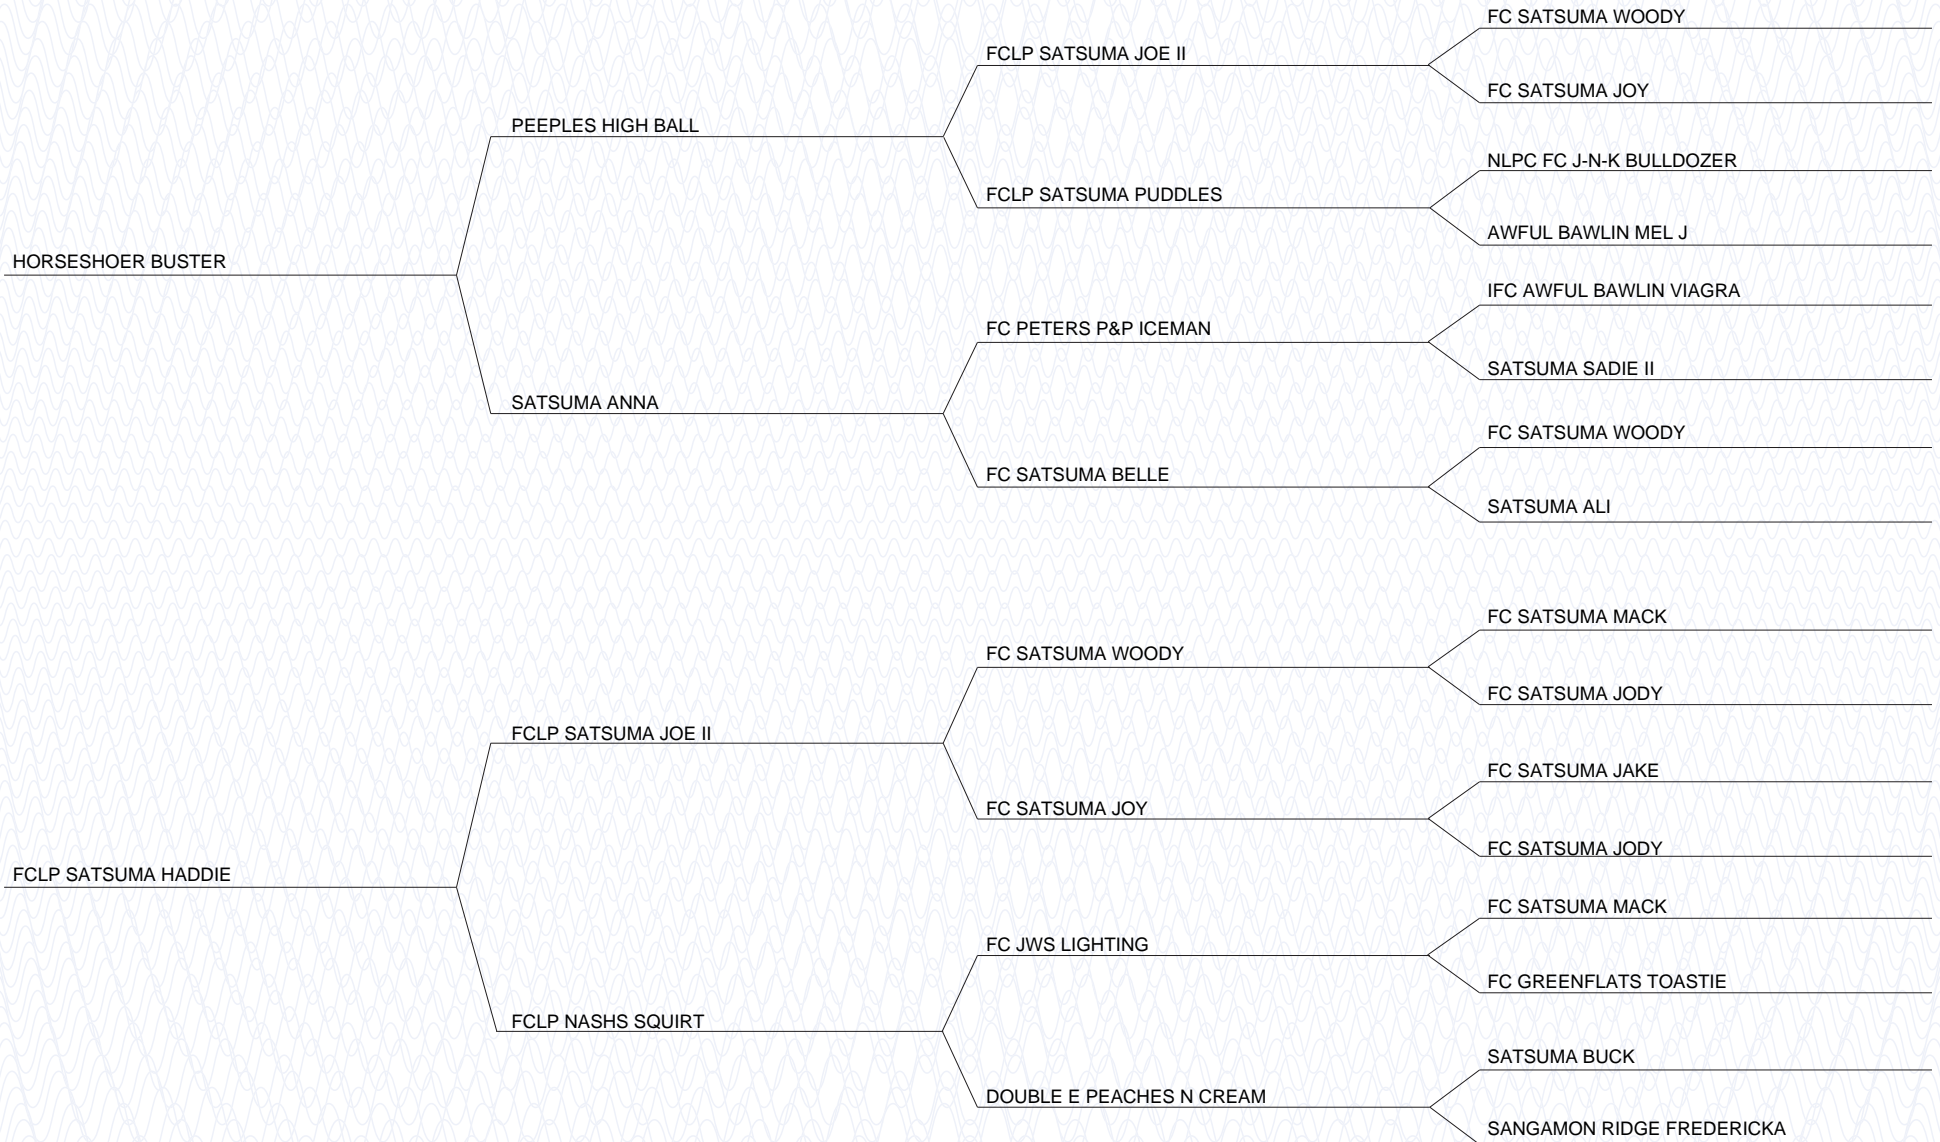 FC SATSUMA WOODY
FCLP SATSUMA JOE II
FC SATSUMA JOY
PEEPLES HIGH BALL
NLPC FC J-N-K BULLDOZER
FCLP SATSUMA PUDDLES
AWFUL BAWLIN MEL J
HORSESHOER BUSTER
IFC AWFUL BAWLIN VIAGRA
FC PETERS P&P ICEMAN
SATSUMA SADIE II
SATSUMA ANNA
FC SATSUMA WOODY
FC SATSUMA BELLE
SATSUMA ALI
FC SATSUMA MACK
FC SATSUMA WOODY
FC SATSUMA JODY
FCLP SATSUMA JOE II
FC SATSUMA JAKE
FC SATSUMA JOY
FC SATSUMA JODY
FCLP SATSUMA HADDIE
FC SATSUMA MACK
FC JWS LIGHTING
FC GREENFLATS TOASTIE
FCLP NASHS SQUIRT
SATSUMA BUCK
DOUBLE E PEACHES N CREAM
SANGAMON RIDGE FREDERICKA